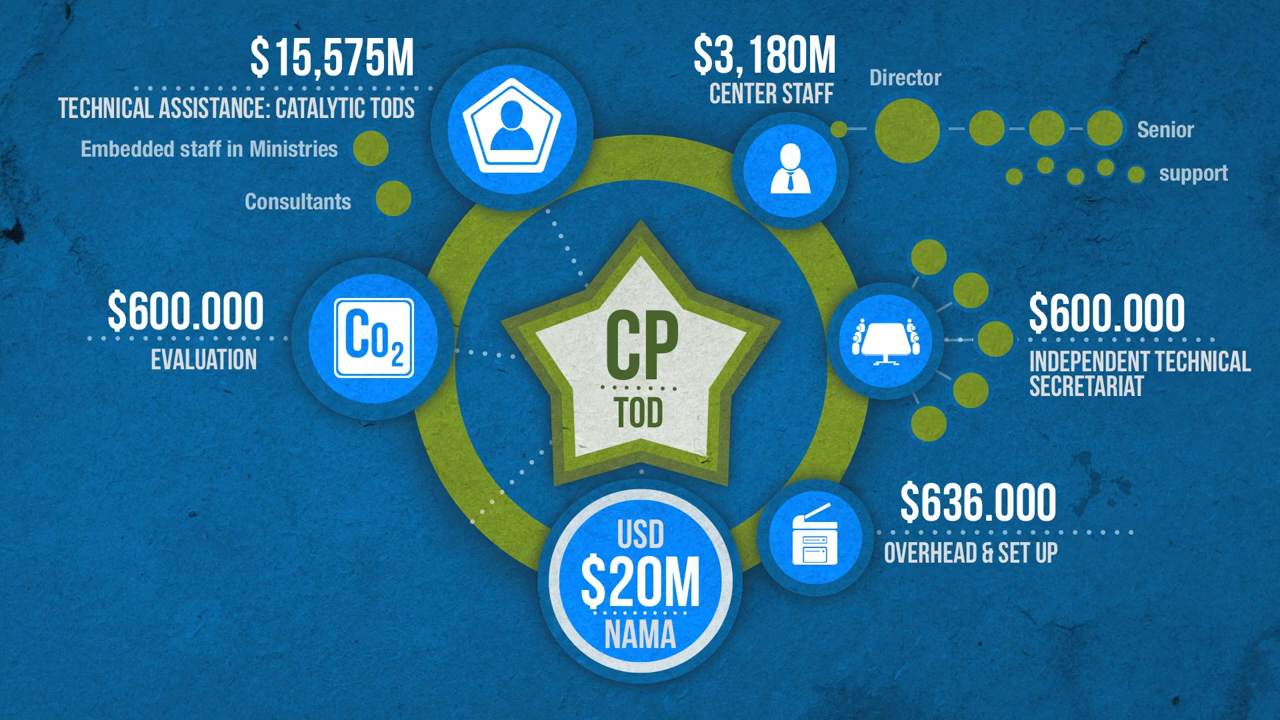 $15,575M
TECHNICAL ASSISTANCE: CATALYTIC TODS
Embedded staff in Ministries
Consultants
$3,180M
CENTER STAFF
Director
Senior
support
$600.000
EVALUATION
CO2
CP
TOD
$600.000
INDEPENDENT TECHNICAL
SECRETARIAT
$636.000
OVERHEAD & SET UP
USD
$20M
NAMA